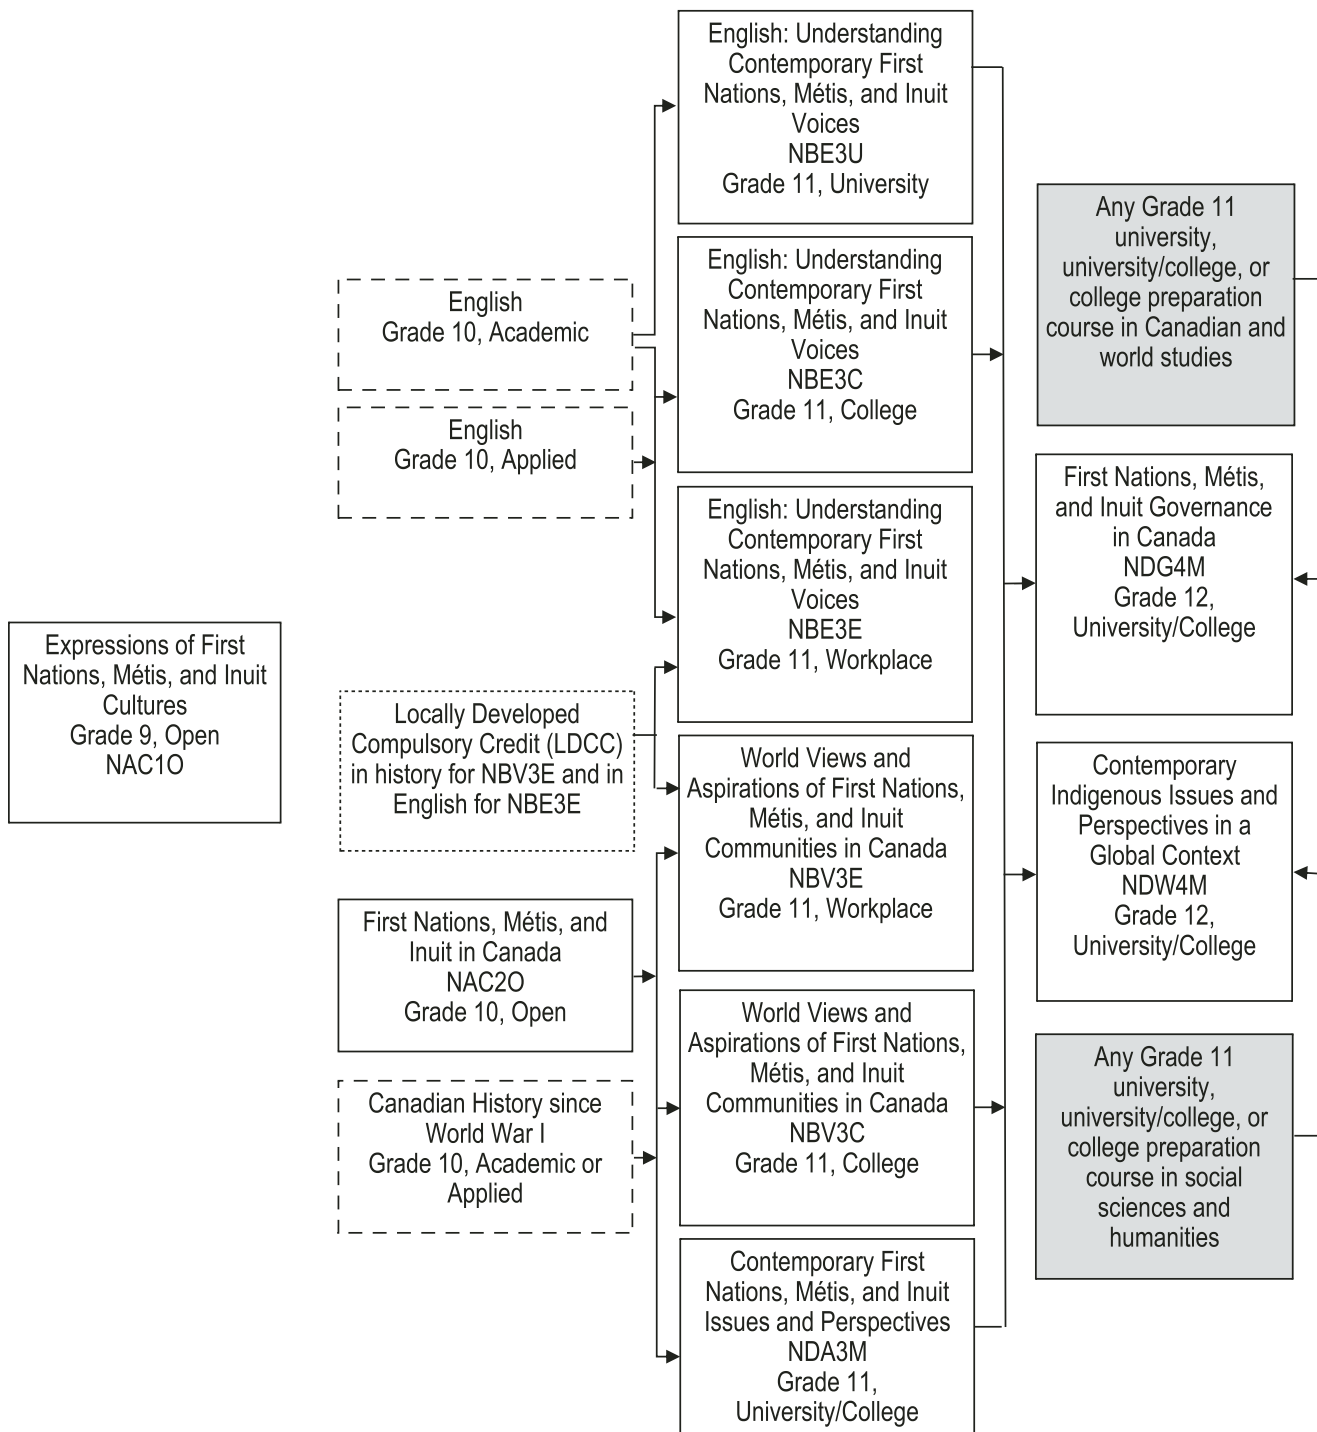 Expressions of First
Nations, Métis, and Inuit
Cultures
Grade 9, Open
NAC1O
English
Grade 10, Academic
English
Grade 10, Applied
Locally Developed
Compulsory Credit (LDCC)
in history for NBV3E and in
English for NBE3E
First Nations, Métis, and
Inuit in Canada
NAC2O
Grade 10, Open
Canadian History since
World War I
Grade 10, Academic or
Applied
English: Understanding
Contemporary First
Nations, Métis, and Inuit
Voices
NBE3U
Grade 11, University
English: Understanding
Contemporary First
Nations, Métis, and Inuit
Voices
NBE3C
Grade 11, College
English: Understanding
Contemporary First
Nations, Métis, and Inuit
Voices
NBE3E
Grade 11, Workplace
World Views and
Aspirations of First Nations,
Métis, and Inuit
Communities in Canada
NBV3E
Grade 11, Workplace
World Views and
Aspirations of First Nations,
Métis, and Inuit
Communities in Canada
NBV3C
Grade 11, College
Contemporary First
Nations, Métis, and Inuit
Issues and Perspectives
NDA3M
Grade 11,
University/College
Any Grade 11
university,
university/college, or
college preparation
course in Canadian and
world studies
First Nations, Métis,
and Inuit Governance
in Canada
NDG4M
Grade 12,
University/College
Contemporary
Indigenous Issues and
Perspectives in a
Global Context
NDW4M
Grade 12,
University/College
Any Grade 11
university,
university/college, or
college preparation
course in social
sciences and
humanities